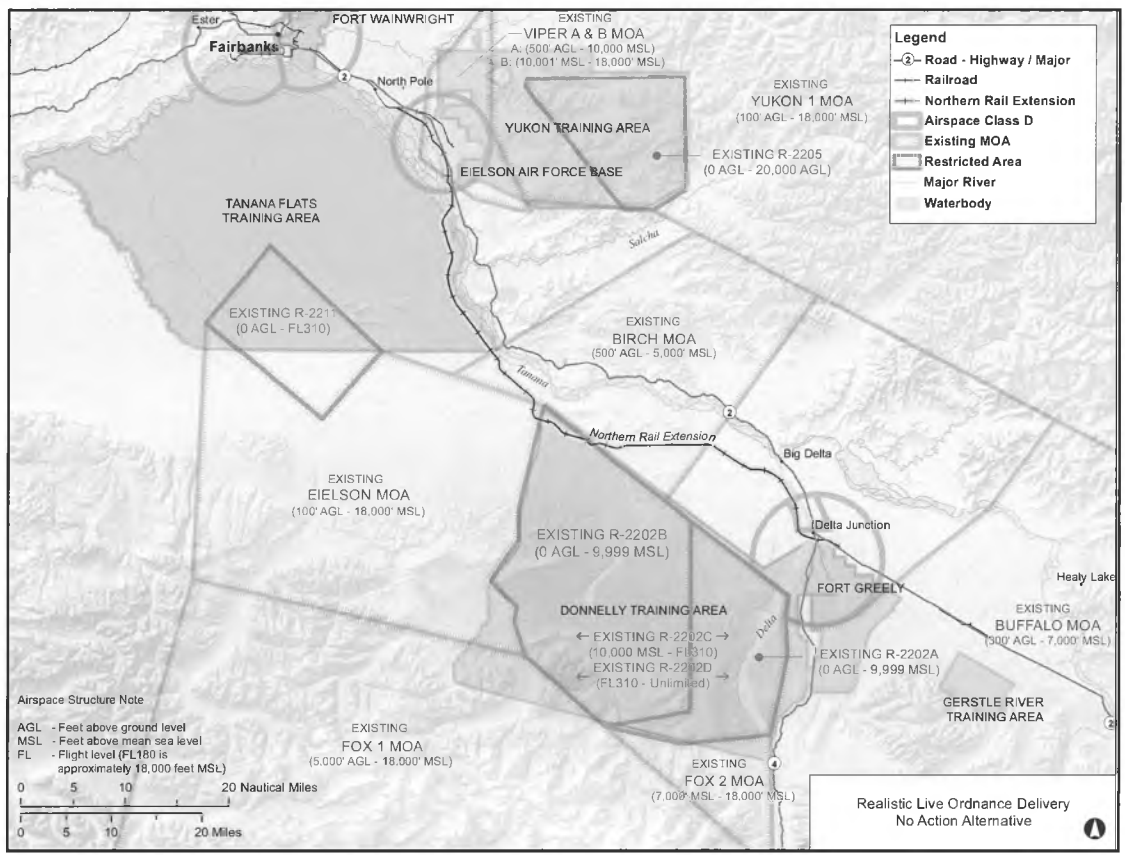 Ester
FORT WAINWRIGHT
Fairbanks
2
North Pole
EXISTING
VIPER A & B MOA
A: (500' AGL - 10,000 MSL)
B: (10,001' MSL - 18,000' MSL)
EXISTING
YUKON 1 MOA
(100' AGL - 18,000' MSL)
YUKON TRAINING AREA
EXISTING R-2205
(0 AGL - 20,000 AGL)
EIELSON AIR FORCE BASE
Legend
2 Road - Highway / Major
Railroad
Northern Rail Extension
Airspace Class D
Existing MOA
Restricted Area
Major River
Waterbody
TANANA FLATS
TRAINING AREA
Salcha
EXISTING R-2211
(0 AGL - FL310)
EXISTING
BIRCH MOA
(500' AGL - 5,000' MSL)
Tanana
2
Northern Rail Extension
Big Delta
EXISTING
EIELSON MOA
(100' AGL - 18,000' MSL)
Delta Junction
EXISTING R-2202B
(0 AGL - 9,999 MSL)
FORT GREELY
Healy Lake
DONNELLY TRAINING AREA
Delta
EXISTING
BUFFALO MOA
(300' AGL - 7,000' MSL)
EXISTING R-2202C
(10,000 MSL - FL310)
EXISTING R-2202D
(FL310 - Unlimited)
EXISTING R-2202A
(0 AGL - 9,999 MSL)
GERSTLE RIVER
TRAINING AREA
2
Airspace Structure Note
AGL - Feet above ground level
MSL - Feet above mean sea level
FL - Flight level (FL180 is
approximately 18,000 feet MSL)
EXISTING
FOX 1 MOA
(5,000' AGL - 18,000' MSL)
EXISTING
FOX 2 MOA
(7,000' MSL - 18,000' MSL)
4
0 5 10 20 Nautical Miles
0 5 10 20 Miles
Realistic Live Ordnance Delivery
No Action Alternative